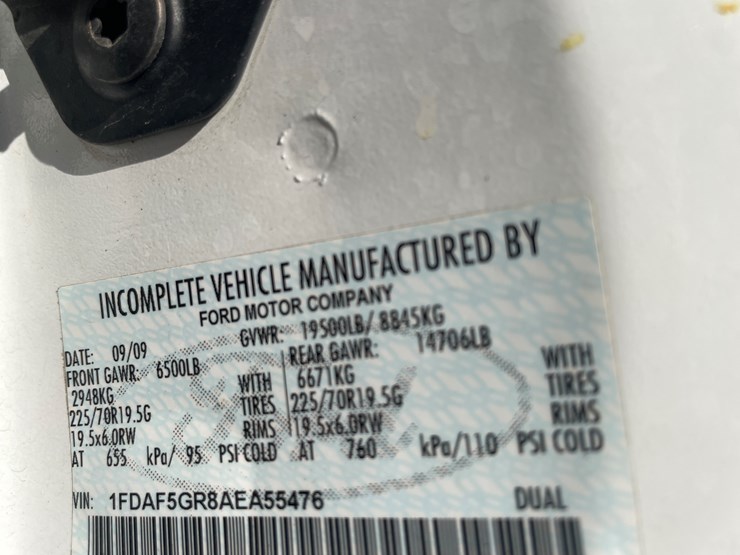 INCOMPLETE VEHICLE MANUFACTURED BY
FORD MOTOR COMPANY
DATE: 09/09 GVWR: 19500LB/ 8845KG
FRONT GAWR: 6500LB REAR GAWR: 14706LB
2948KG WITH 6671KG WITH
225/70R19.5G TIRES 225/70R19.5G TIRES
19.5x6.0RW RIMS 19.5x6.0RW RIMS
AT 655 kPa/ 95 PSI COLD AT 760 kPa/110 PSI COLD
VIN: 1FDAF5GR8AEA55476 DUAL